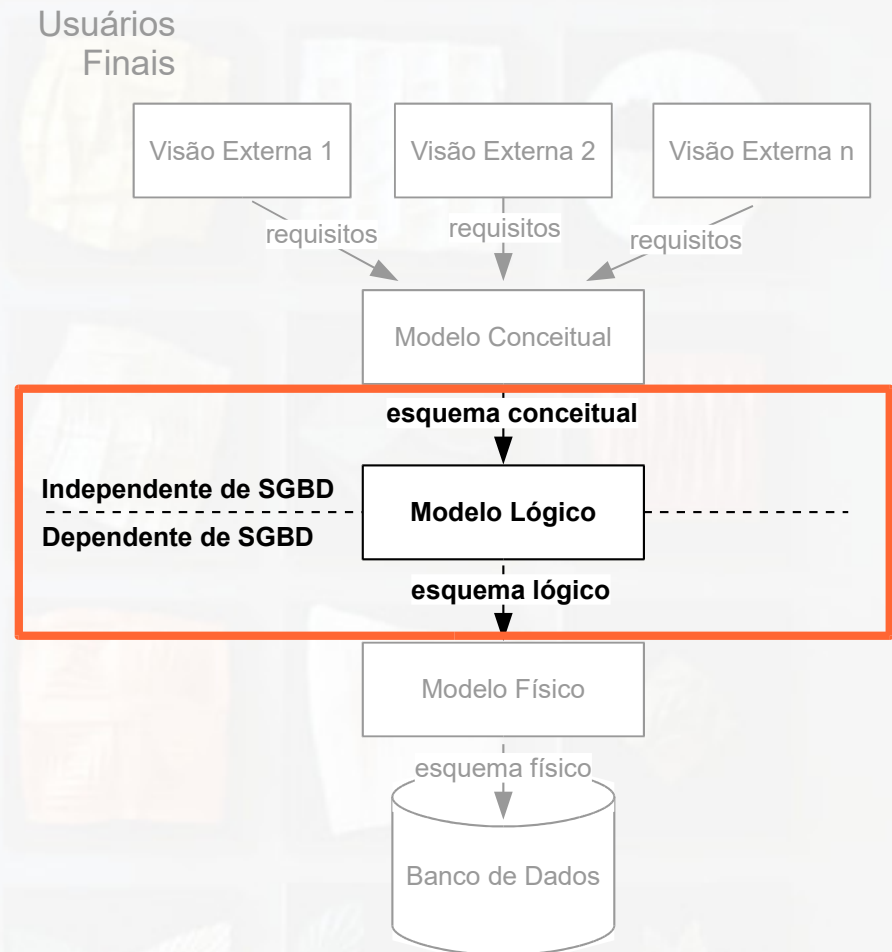 Usuários
Finais
Visão Externa 1
Visão Externa 2
Visão Externa n
requisitos
requisitos
requisitos
Modelo Conceitual
esquema conceitual
Independente de SGBD
Modelo Lógico
Dependente de SGBD
esquema lógico
Modelo Físico
esquema físico
Banco de Dados